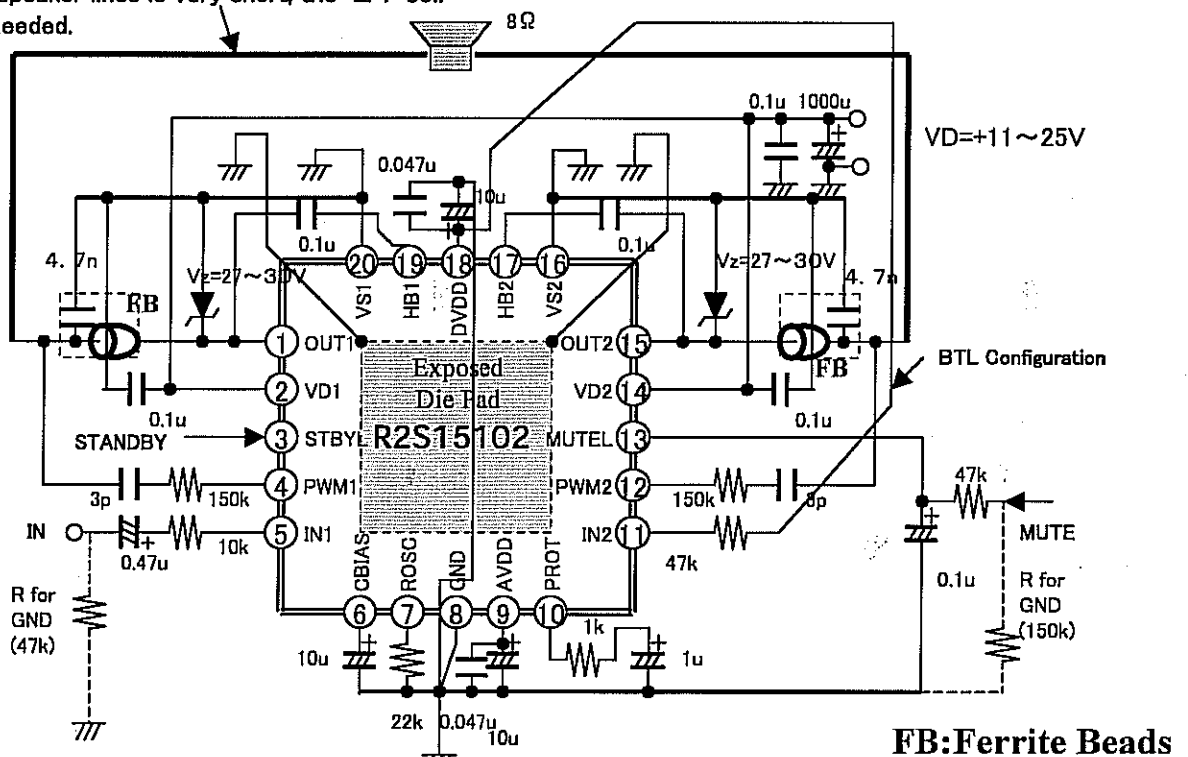 needed.
8Ω
0.1u 1000u
VD=+11～25V
0.047u
10u
0.1u
0.1u
4. 7n
Vz=27～30V
Vz=27～30V
4. 7n
FB
FB
20 19 18 17 16
VS1 HB1 DVDD HB2 VS2
1 OUT1
OUT2 15
Exposed
Die Pad
BTL Configuration
2 VD1
VD2 14
0.1u
0.1u
STANDBY
3 STBYL
R2S15102
MUTEL 13
4 PWM1
PWM2 12
3p 150k
150k 3p
47k
IN
5 IN1
IN2 11
MUTE
0.47u 10k
47k
0.1u
CBIAS ROSC GND AVDD PROT
6 7 8 9 10
R for
GND
(47k)
R for
GND
(150k)
1k
10u
1u
22k 0.047u
10u
FB:Ferrite Beads